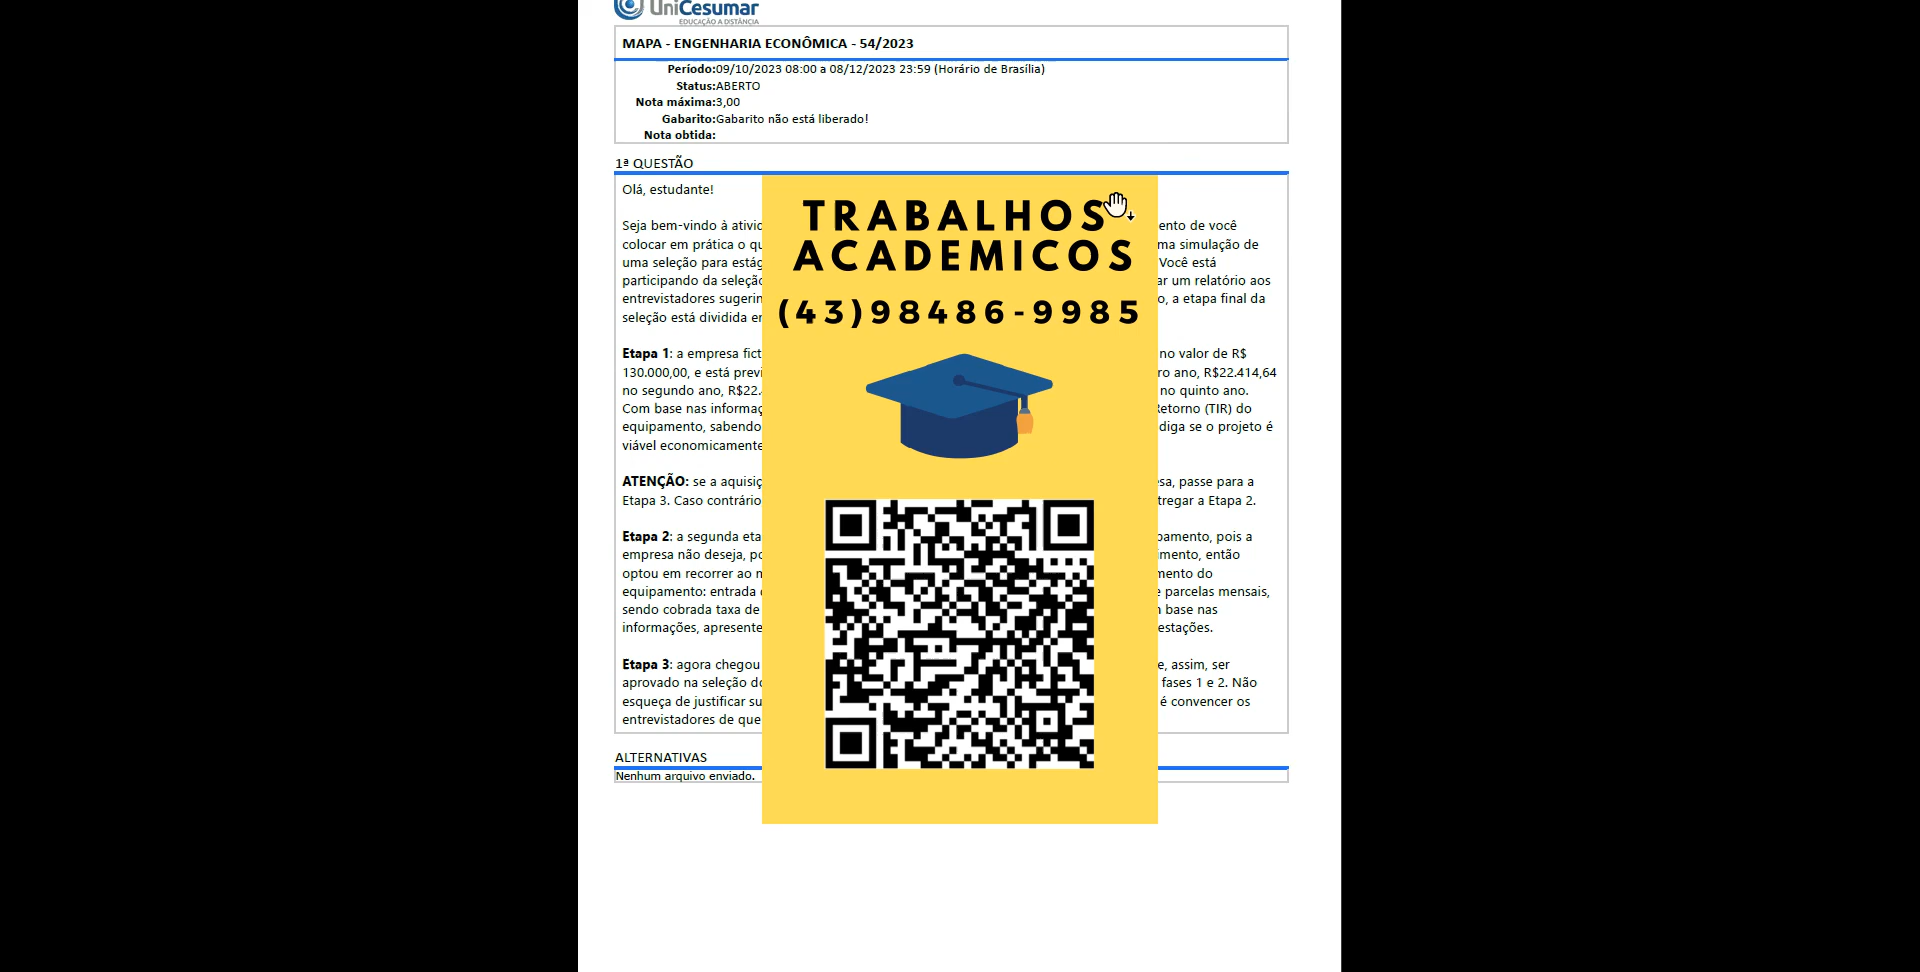 UniCesumar
EDUCAÇÃO A DISTÂNCIA
MAPA - ENGENHARIA ECONÔMICA - 54/2023
Período:09/10/2023 08:00 a 08/12/2023 23:59 (Horário de Brasília)
Status:ABERTO
Nota máxima:3,00
Gabarito:Gabarito não está liberado!
Nota obtida:
1ª QUESTÃO
Olá, estudante!
Seja bem-vindo à ativid
ento de você
colocar em prática o qu
ma simulação de
uma seleção para estág
Você está
participando da seleção
ar um relatório aos
entrevistadores sugerin
o, a etapa final da
seleção está dividida em
Etapa 1: a empresa fict
no valor de R$
130.000,00, e está previ
ro ano, R$22.414,64
no segundo ano, R$22.
no quinto ano.
Com base nas informaç
Retorno (TIR) do
equipamento, sabendo
diga se o projeto é
viável economicamente
ATENÇÃO: se a aquisiç
esa, passe para a
Etapa 3. Caso contrário
tregar a Etapa 2.
Etapa 2: a segunda eta
pamento, pois a
empresa não deseja, po
imento, então
optou em recorrer ao m
mento do
equipamento: entrada
e parcelas mensais,
sendo cobrada taxa de
base nas
informações, apresente
estações.
Etapa 3: agora chegou
e, assim, ser
aprovado na seleção do
fases 1 e 2. Não
esqueça de justificar su
é convencer os
entrevistadores de que
TRABALHOS
ACADEMICOS
(43)98486-9985
ALTERNATIVAS
Nenhum arquivo enviado.